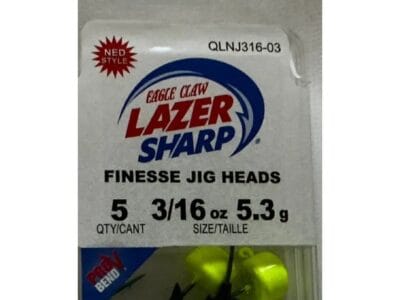 NED
STYLE
QLNJ316-03
EAGLE CLAW
LAZER
SHARP®
FINESSE JIG HEADS
5 3/16 oz 5.3 g
QTY/CANT SIZE/TAILLE
BEND